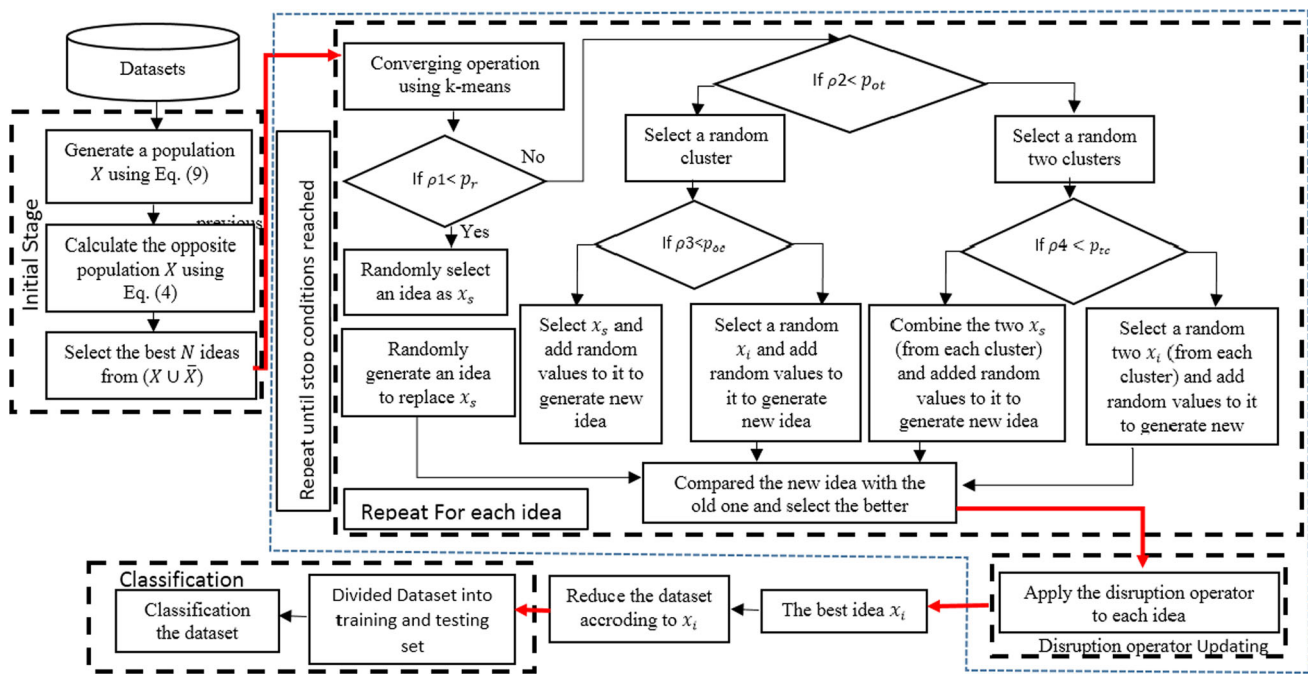 Datasets
Initial Stage
Generate a population
X using Eq. (9)
previous
Calculate the opposite
population X using
Eq. (4)
Select the best N ideas
from (X ∪ X̄)
Repeat until stop conditions reached
Converging operation
using k-means
If ρ1< p_r
No
Yes
Randomly select
an idea as x_s
Randomly
generate an idea
to replace x_s
Repeat For each idea
If ρ2< p_ot
Select a random
cluster
Select a random
two clusters
If ρ3<p_oc
If ρ4 < p_tc
Select x_s and
add random
values to it to
generate new
idea
Select a random
x_i and add
random values to
it to generate
new idea
Combine the two x_s
(from each cluster)
and added random
values to it to
generate new idea
Select a random
two x_i (from each
cluster) and add
random values to it
to generate new
Compared the new idea with the
old one and select the better
Apply the disruption operator
to each idea
Disruption operator Updating
The best idea x_i
Reduce the dataset
accroding to x_i
Classification
Divided Dataset into
training and testing
set
Classification
the dataset